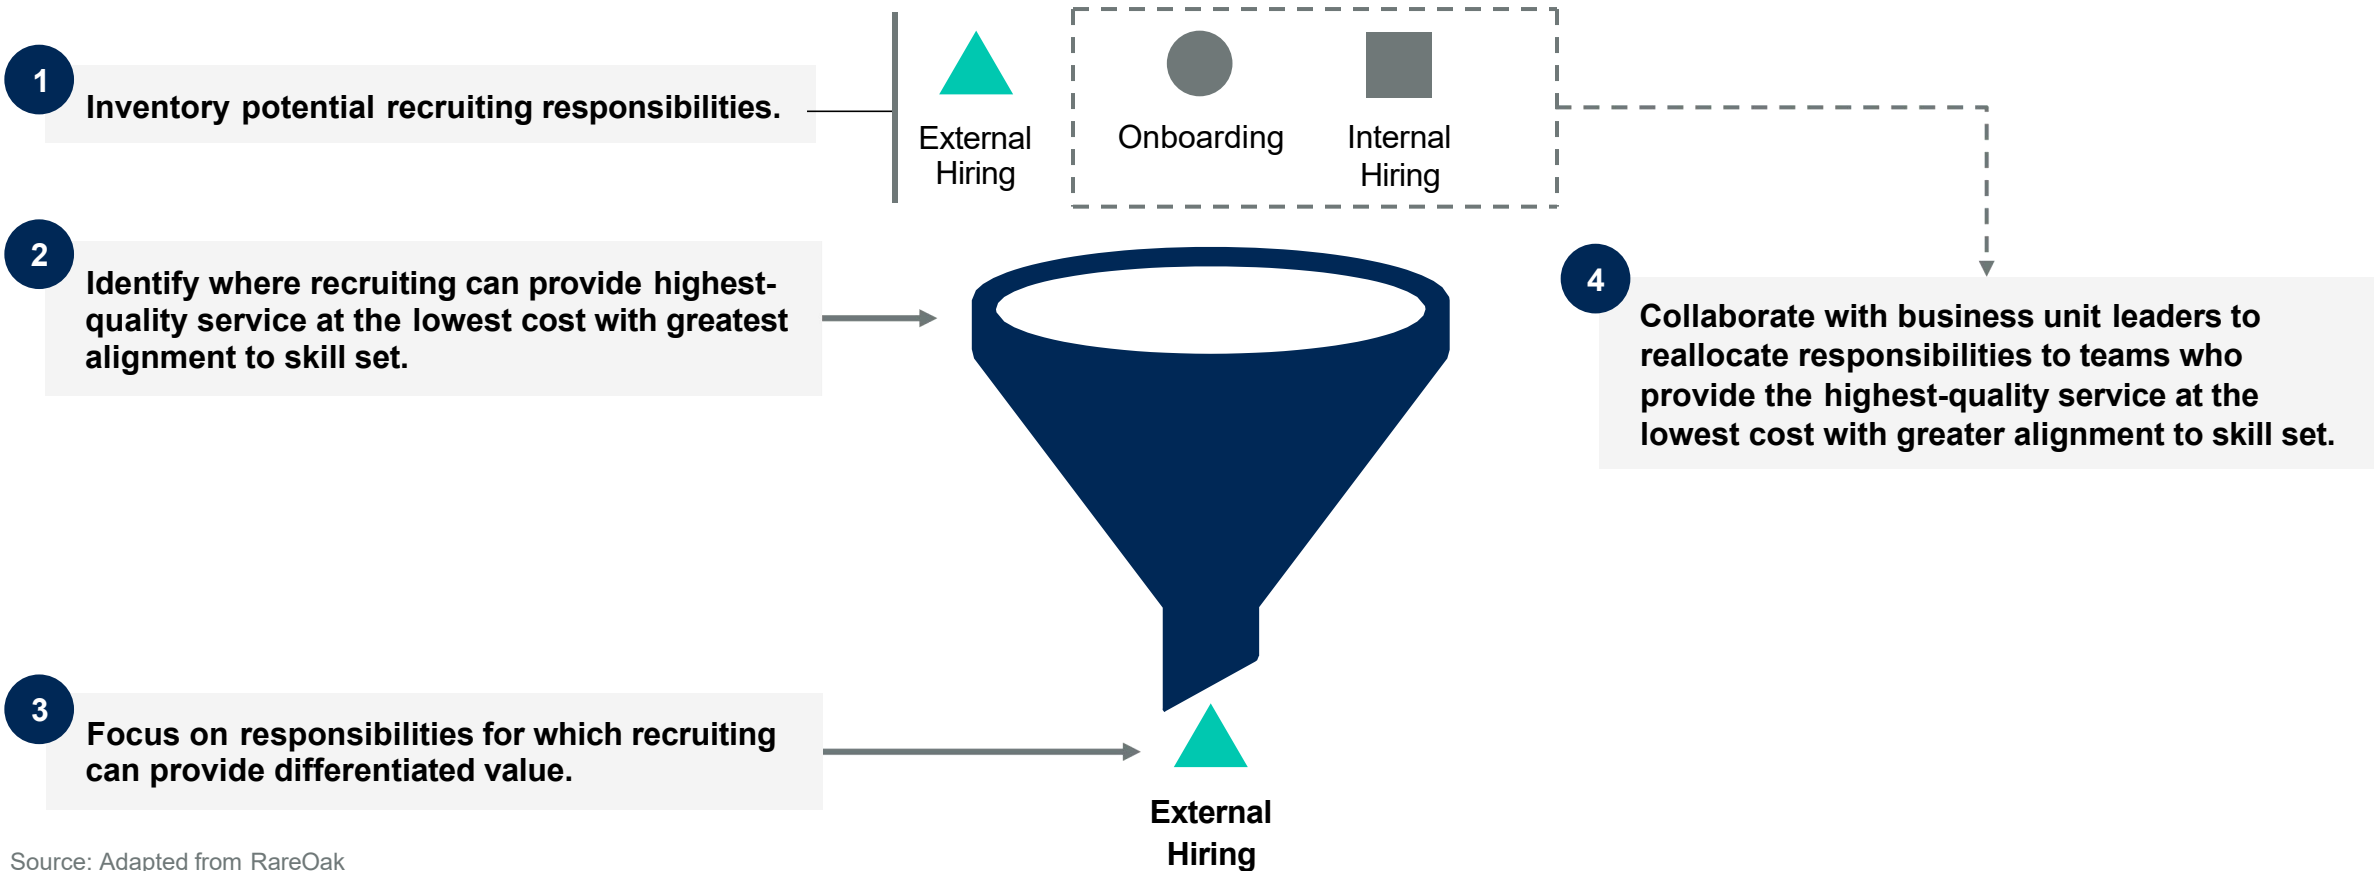 1
Inventory potential recruiting responsibilities.
External
Hiring
Onboarding
Internal
Hiring
2
Identify where recruiting can provide highest-
quality service at the lowest cost with greatest
alignment to skill set.
4
Collaborate with business unit leaders to
reallocate responsibilities to teams who
provide the highest-quality service at the
lowest cost with greater alignment to skill set.
3
Focus on responsibilities for which recruiting
can provide differentiated value.
External
Hiring
Source: Adapted from RareOak